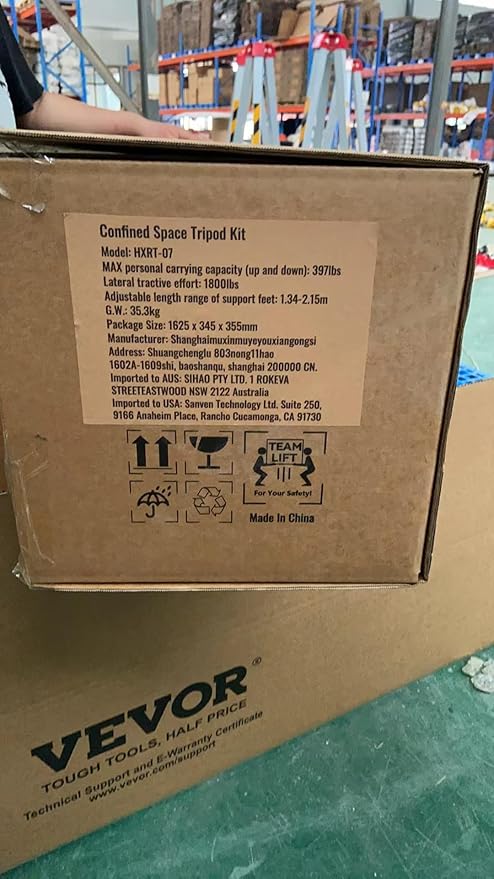 Confined Space Tripod Kit
Model: HXRT-07
MAX personal carrying capacity (up and down): 397lbs
Lateral tractive effort: 1800lbs
Adjustable length range of support feet: 1.34-2.15m
G.W.: 35.3kg
Package Size: 1625 x 345 x 355mm
Manufacturer: Shanghaimuxinmuyeyouxiangongsi
Address: Shuangchenglu 803nong11hao
1602A-1609shi, baoshanqu, shanghai 200000 CN.
Imported to AUS: SIHAO PTY LTD. 1 ROKEVA
STREETEASTWOOD NSW 2122 Australia
Imported to USA: Sanven Technology Ltd. Suite 250,
9166 Anaheim Place, Rancho Cucamonga, CA 91730
TEAM
LIFT
For Your Safety!
Made In China
VEVOR®
TOUGH TOOLS, HALF PRICE
Technical Support and E-Warranty Certificate
www.vevor.com/support